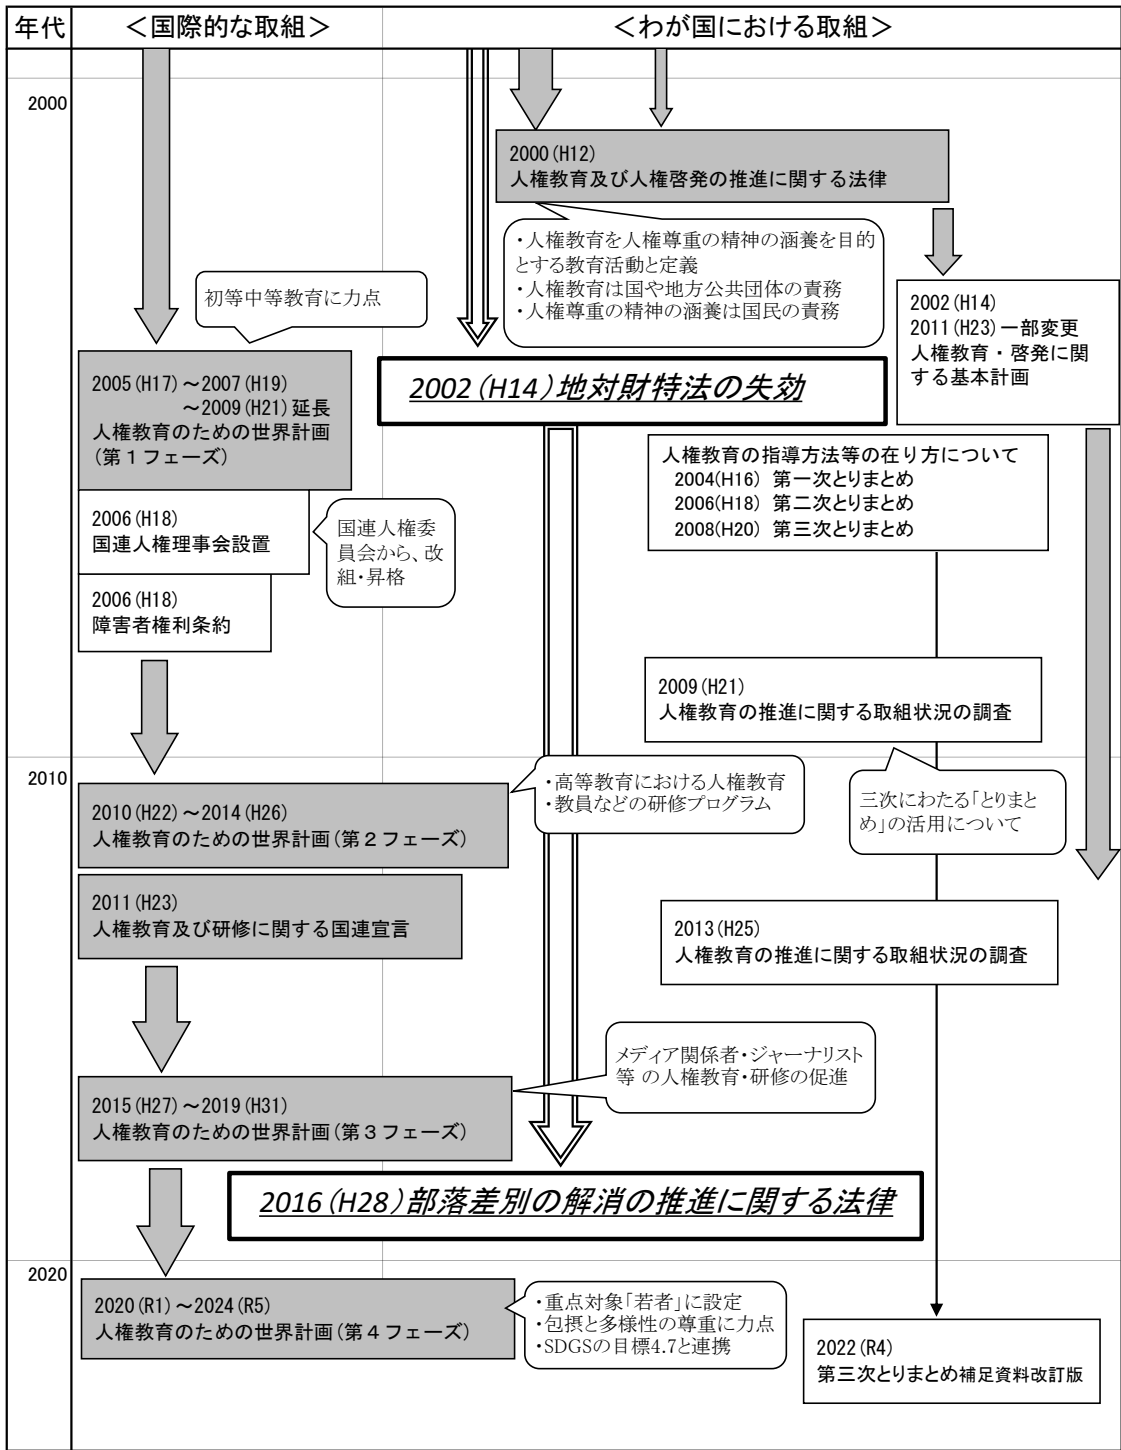 年代
＜国際的な取組＞
＜わが国における取組＞
2000
2000(H12)
人権教育及び人権啓発の推進に関する法律
・人権教育を人権尊重の精神の涵養を目的
とする教育活動と定義
・人権教育は国や地方公共団体の責務
・人権尊重の精神の涵養は国民の責務
初等中等教育に力点
2002(H14)
2011(H23)一部変更
人権教育・啓発に関
する基本計画
2005(H17)～2007(H19)
～2009(H21)延長
人権教育のための世界計画
(第１フェーズ)
2002(H14)地対財特法の失効
人権教育の指導方法等の在り方について
2004(H16) 第一次とりまとめ
2006(H18) 第二次とりまとめ
2008(H20) 第三次とりまとめ
2006(H18)
国連人権理事会設置
国連人権委
員会から、改
組・昇格
2006(H18)
障害者権利条約
2009(H21)
人権教育の推進に関する取組状況の調査
2010
2010(H22)～2014(H26)
人権教育のための世界計画(第２フェーズ)
・高等教育における人権教育
・教員などの研修プログラム
三次にわたる「とりまと
め」の活用について
2011(H23)
人権教育及び研修に関する国連宣言
2013(H25)
人権教育の推進に関する取組状況の調査
メディア関係者・ジャーナリスト
等 の人権教育・研修の促進
2015(H27)～2019(H31)
人権教育のための世界計画(第３フェーズ)
2016(H28)部落差別の解消の推進に関する法律
2020
2020(R1)～2024(R5)
人権教育のための世界計画(第４フェーズ)
・重点対象「若者」に設定
・包摂と多様性の尊重に力点
・SDGSの目標4.7と連携
2022(R4)
第三次とりまとめ補足資料改訂版